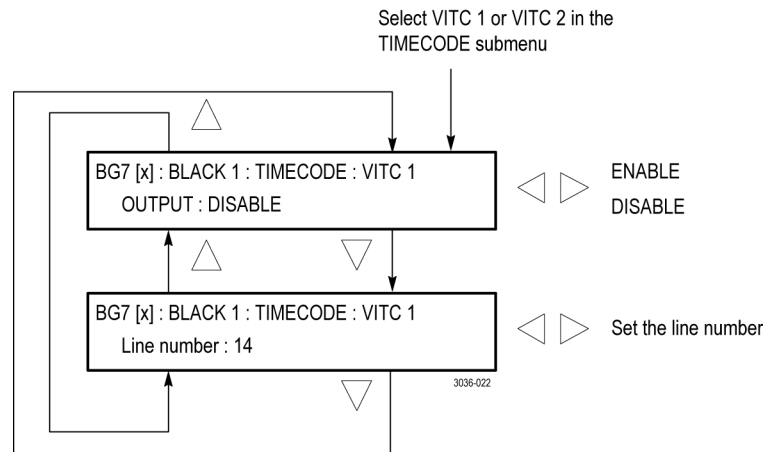 Select VITC 1 or VITC 2 in the
TIMECODE submenu
BG7 [x] : BLACK 1 : TIMECODE : VITC 1
OUTPUT : DISABLE
ENABLE
DISABLE
BG7 [x] : BLACK 1 : TIMECODE : VITC 1
Line number : 14
Set the line number
3036-022